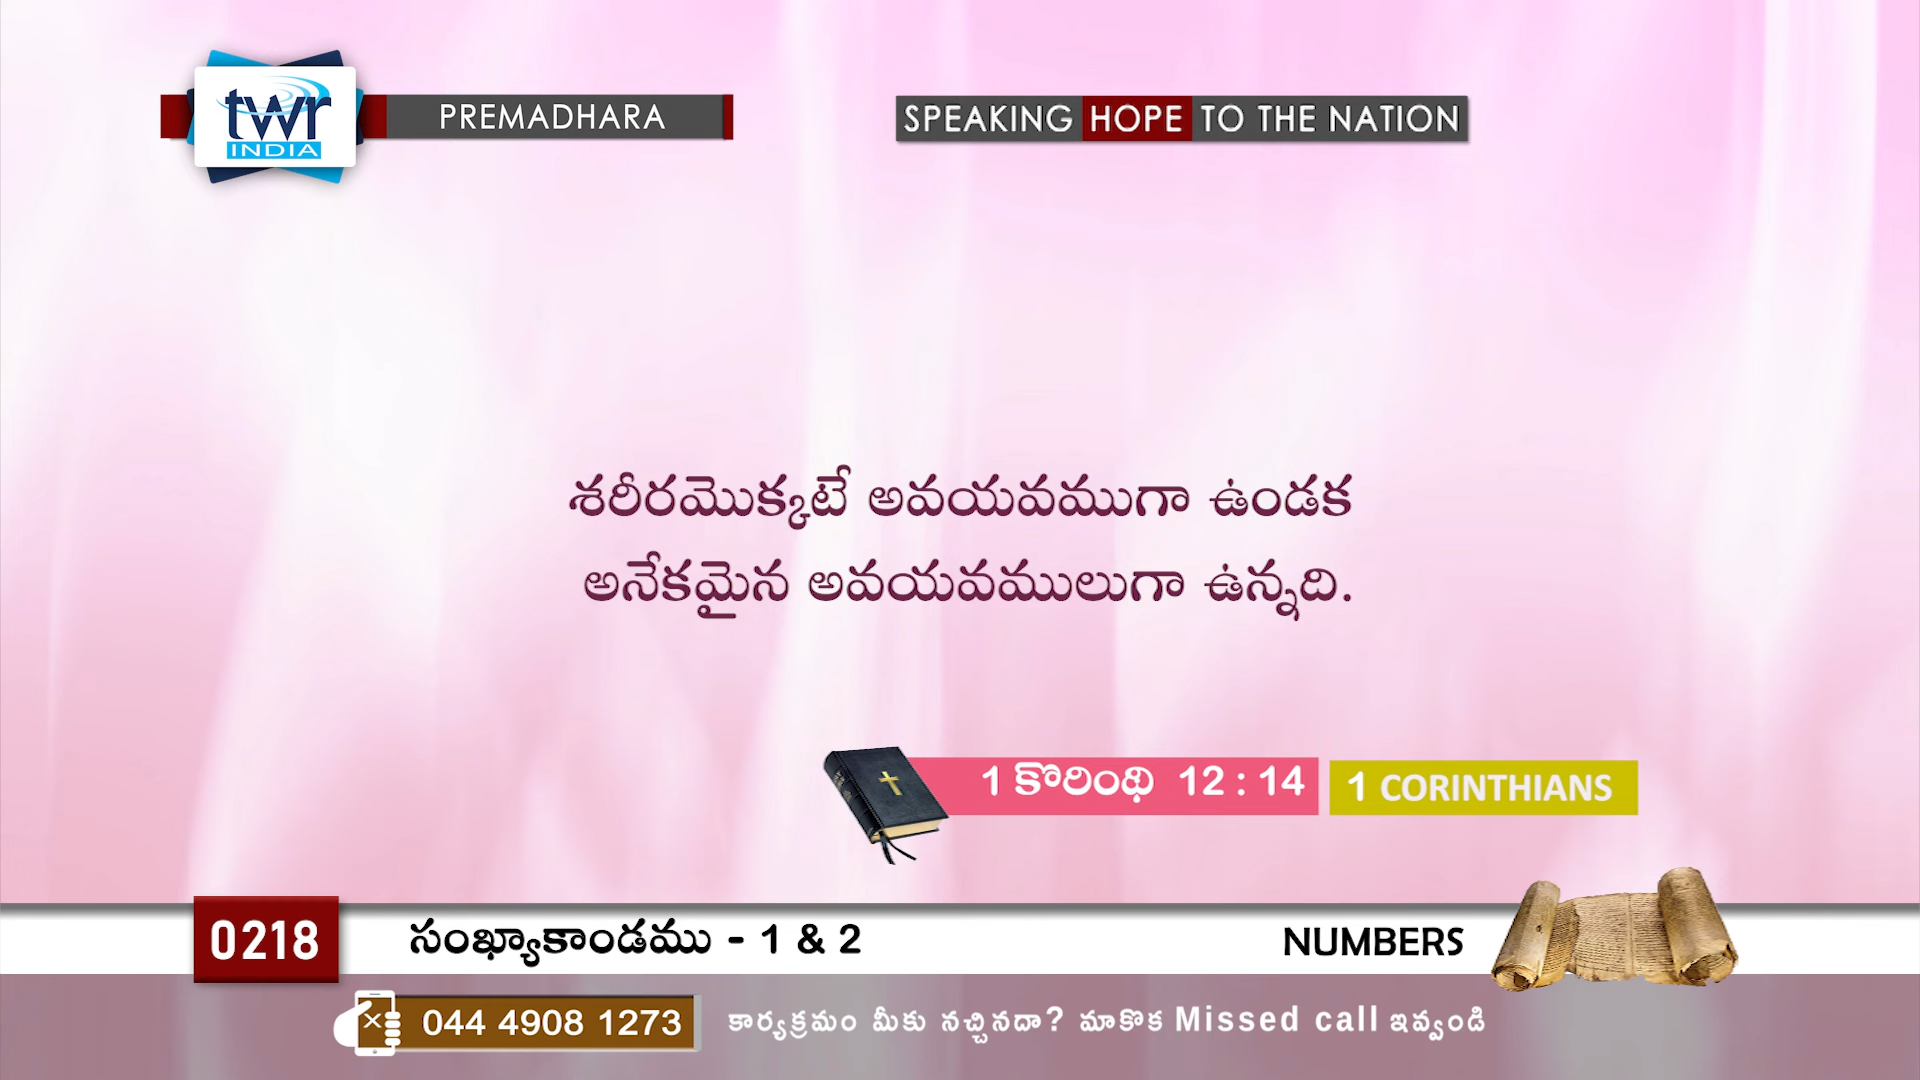 twr
INDIA
PREMADHARA
SPEAKING HOPE TO THE NATION
శరీరమొక్కటే అవయవముగా ఉండక
అనేకమైన అవయవములుగా ఉన్నది.
1 కొరింథి 12 : 14
1 CORINTHIANS
0218
సంఖ్యాకాండము - 1 & 2
NUMBERS
044 4908 1273
కార్యక్రమం మీకు నచ్చినదా? మాకొక Missed call ఇవ్వండి